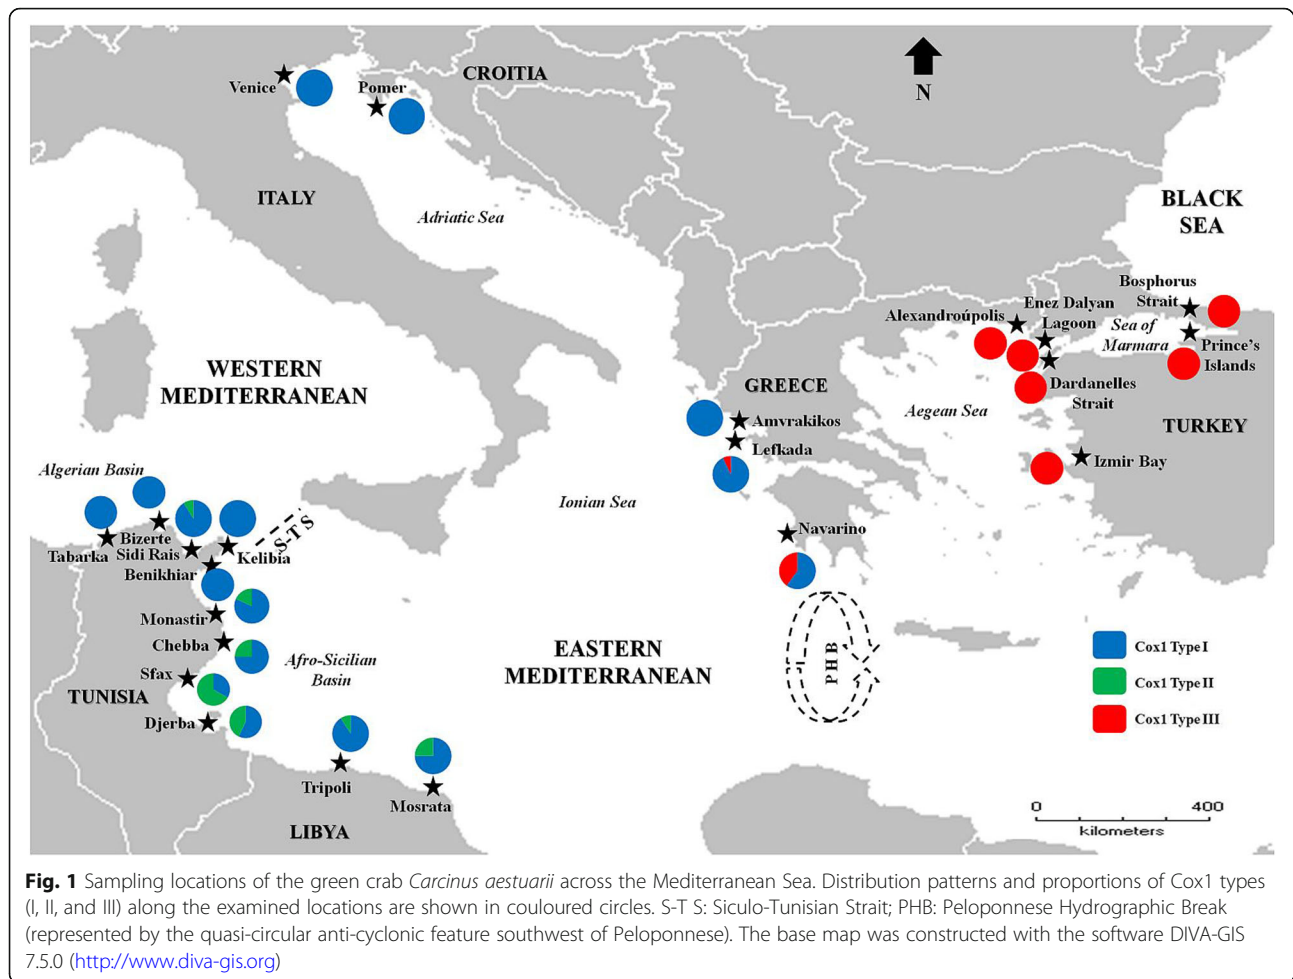 Venice
Pomer
CROITIA
N
ITALY
Adriatic Sea
BLACK
SEA
Bosphorus
Strait
Enez Dalyan
Lagoon
Alexandroúpolis
Sea of
Marmara
Prince's
Islands
WESTERN
MEDITERRANEAN
GREECE
Dardanelles
Strait
Aegean Sea
Amvrakikos
TURKEY
Lefkada
Izmir Bay
Algerian Basin
Ionian Sea
S-T S
Navarino
Tabarka
Bizerte
Sidi Rais
Kelibia
Benikhiar
Monastir
Chebba
Afro-Sicilian
Basin
EASTERN
MEDITERRANEAN
PHB
Cox1 Type I
Cox1 Type II
Cox1 Type III
Sfax
TUNISIA
Djerba
Tripoli
Mosrata
LIBYA
0 400
kilometers
Fig. 1 Sampling locations of the green crab Carcinus aestuarii across the Mediterranean Sea. Distribution patterns and proportions of Cox1 types
(I, II, and III) along the examined locations are shown in couloured circles. S-T S: Siculo-Tunisian Strait; PHB: Peloponnese Hydrographic Break
(represented by the quasi-circular anti-cyclonic feature southwest of Peloponnese). The base map was constructed with the software DIVA-GIS
7.5.0 (http://www.diva-gis.org)